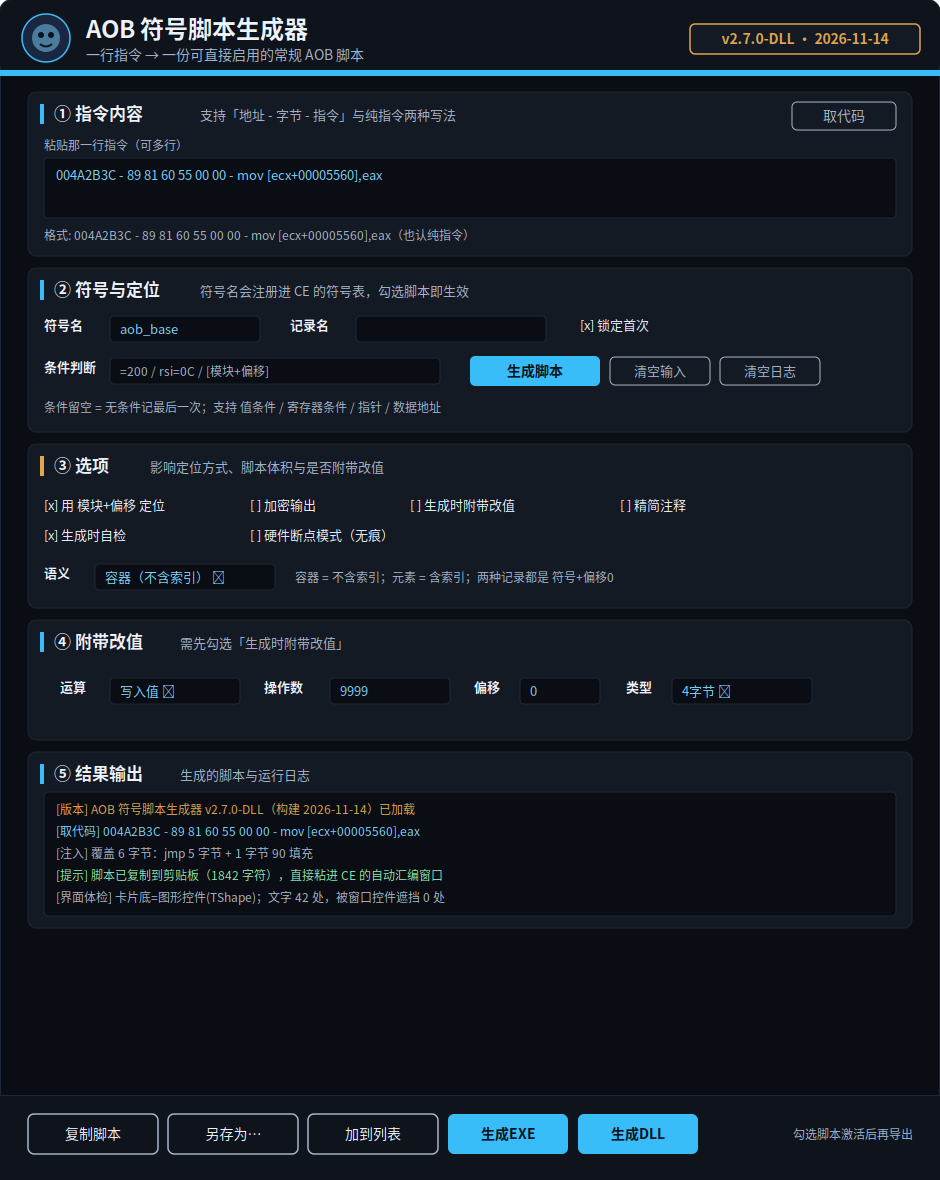 AOB 符号脚本生成器
一行指令 → 一份可直接启用的常规 AOB 脚本
v2.7.0-DLL · 2026-11-14
① 指令内容
支持「地址 - 字节 - 指令」与纯指令两种写法
取代码
粘贴那一行指令（可多行）
004A2B3C - 89 81 60 55 00 00 - mov [ecx+00005560],eax
格式: 004A2B3C - 89 81 60 55 00 00 - mov [ecx+00005560],eax（也认纯指令）
② 符号与定位
符号名会注册进 CE 的符号表，勾选脚本即生效
符号名
aob_base
记录名
[x] 锁定首次
条件判断
=200 / rsi=0C / [模块+偏移]
生成脚本
清空输入
清空日志
条件留空 = 无条件记最后一次；支持 值条件 / 寄存器条件 / 指针 / 数据地址
③ 选项
影响定位方式、脚本体积与是否附带改值
[x] 用 模块+偏移 定位
[ ] 加密输出
[ ] 生成时附带改值
[ ] 精简注释
[x] 生成时自检
[ ] 硬件断点模式（无痕）
语义
容器（不含索引）
容器 = 不含索引；元素 = 含索引；两种记录都是 符号+偏移0
④ 附带改值
需先勾选「生成时附带改值」
运算
写入值
操作数
9999
偏移
0
类型
4字节
⑤ 结果输出
生成的脚本与运行日志
[版本] AOB 符号脚本生成器 v2.7.0-DLL（构建 2026-11-14）已加载
[取代码] 004A2B3C - 89 81 60 55 00 00 - mov [ecx+00005560],eax
[注入] 覆盖 6 字节：jmp 5 字节 + 1 字节 90 填充
[提示] 脚本已复制到剪贴板（1842 字符），直接粘进 CE 的自动汇编窗口
[界面体检] 卡片底=图形控件(TShape)；文字 42 处，被窗口控件遮挡 0 处
复制脚本
另存为…
加到列表
生成EXE
生成DLL
勾选脚本激活后再导出